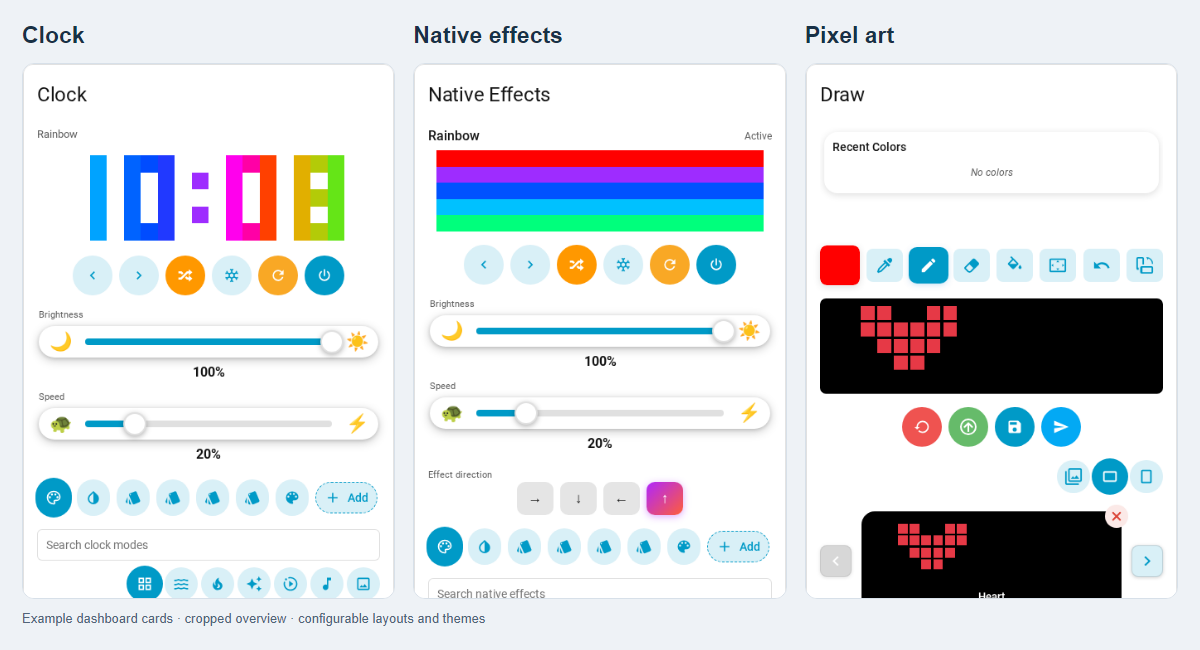 Clock
Clock
Rainbow
10:08
Brightness
100%
Speed
20%
Add
Search clock modes
Native effects
Native Effects
Rainbow
Active
Brightness
100%
Speed
20%
Effect direction
→ ↓ ← ↑
Add
Search native effects
Pixel art
Draw
Recent Colors
No colors
Heart
Example dashboard cards · cropped overview · configurable layouts and themes